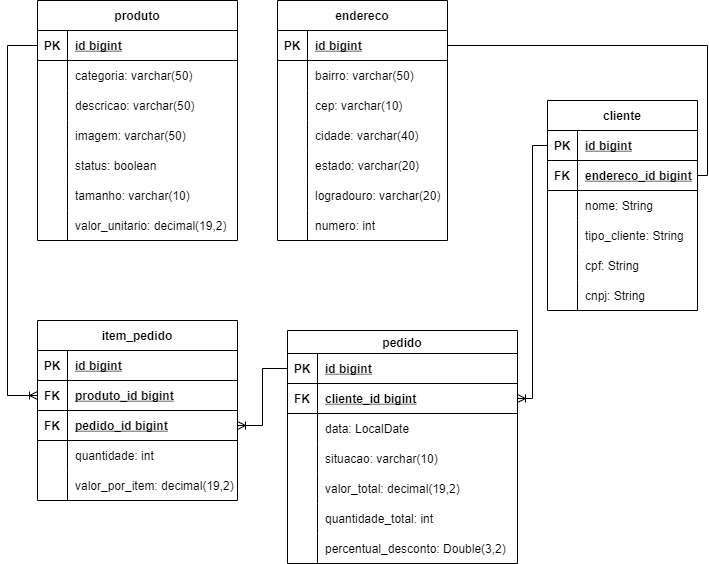 produto
PK id bigint
categoria: varchar(50)
descricao: varchar(50)
imagem: varchar(50)
status: boolean
tamanho: varchar(10)
valor_unitario: decimal(19,2)
endereco
PK id bigint
bairro: varchar(50)
cep: varchar(10)
cidade: varchar(40)
estado: varchar(20)
logradouro: varchar(20)
numero: int
cliente
PK id bigint
FK endereco_id bigint
nome: String
tipo_cliente: String
cpf: String
cnpj: String
item_pedido
PK id bigint
FK produto_id bigint
FK pedido_id bigint
quantidade: int
valor_por_item: decimal(19,2)
pedido
PK id bigint
FK cliente_id bigint
data: LocalDate
situacao: varchar(10)
valor_total: decimal(19,2)
quantidade_total: int
percentual_desconto: Double(3,2)